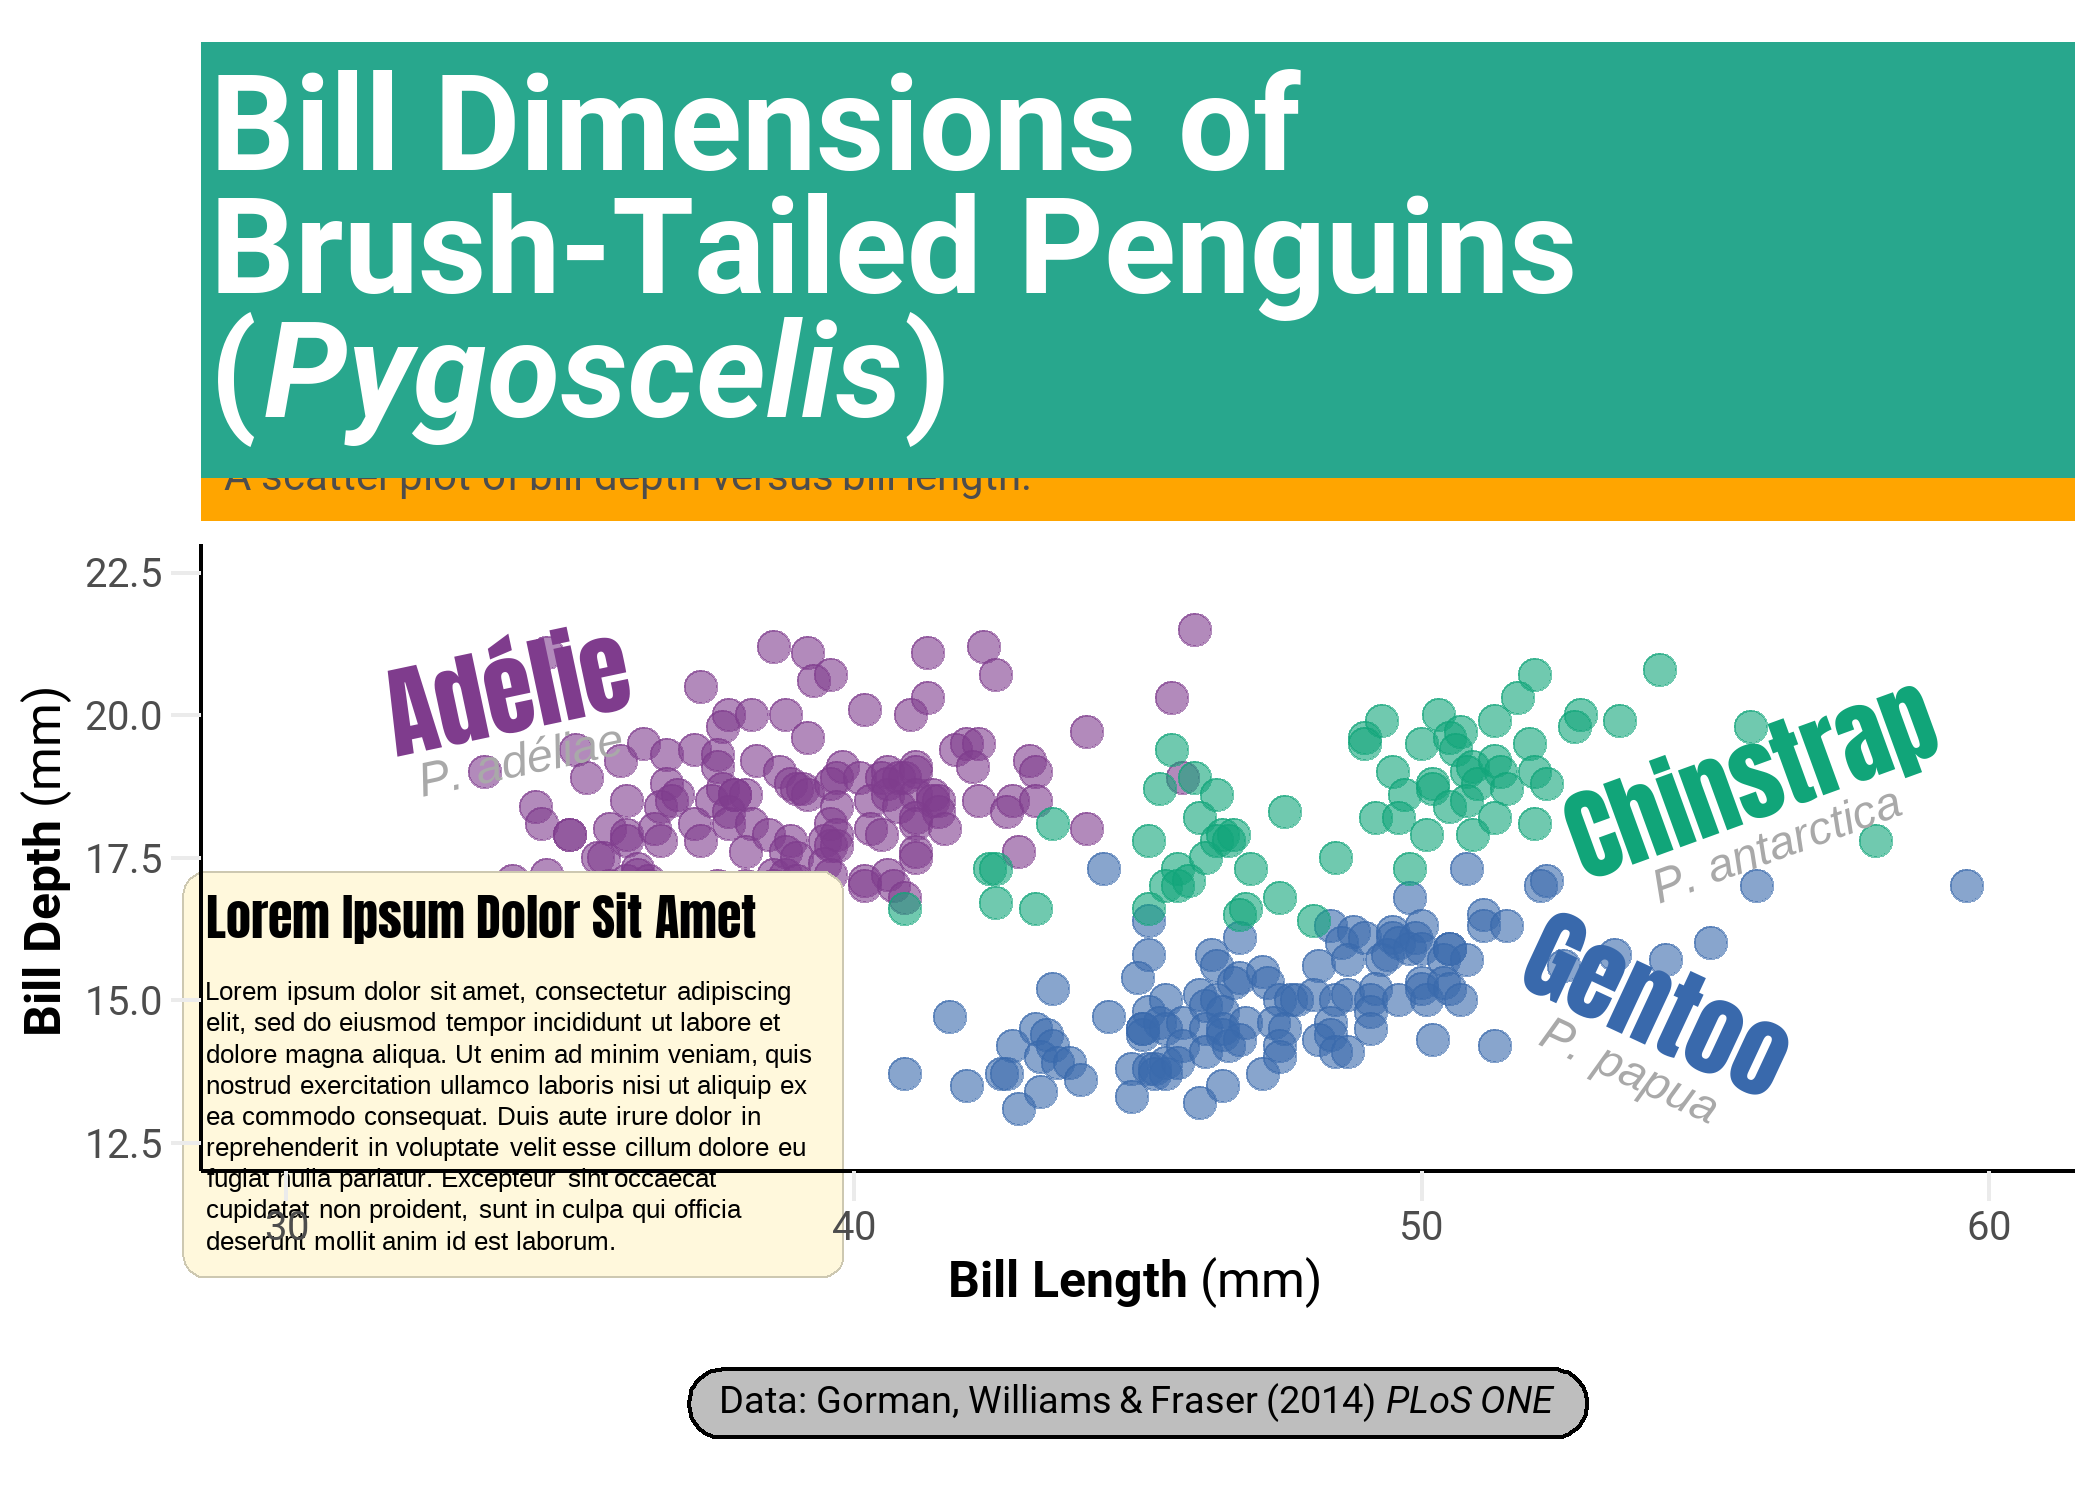 Bill Dimensions of
Brush-Tailed Penguins
(Pygoscelis)
A scatter plot of bill depth versus bill length.
22.5
20.0
17.5
15.0
12.5
Bill Depth (mm)
Adélie
P. adéliae
Chinstrap
P. antarctica
Gentoo
P. papua
Lorem Ipsum Dolor Sit Amet
Lorem ipsum dolor sit amet, consectetur adipiscing
elit, sed do eiusmod tempor incididunt ut labore et
dolore magna aliqua. Ut enim ad minim veniam, quis
nostrud exercitation ullamco laboris nisi ut aliquip ex
ea commodo consequat. Duis aute irure dolor in
reprehenderit in voluptate velit esse cillum dolore eu
fugiat nulla pariatur. Excepteur sint occaecat
cupidatat non proident, sunt in culpa qui officia
deserunt mollit anim id est laborum.
30
40
50
60
Bill Length (mm)
Data: Gorman, Williams & Fraser (2014) PLoS ONE